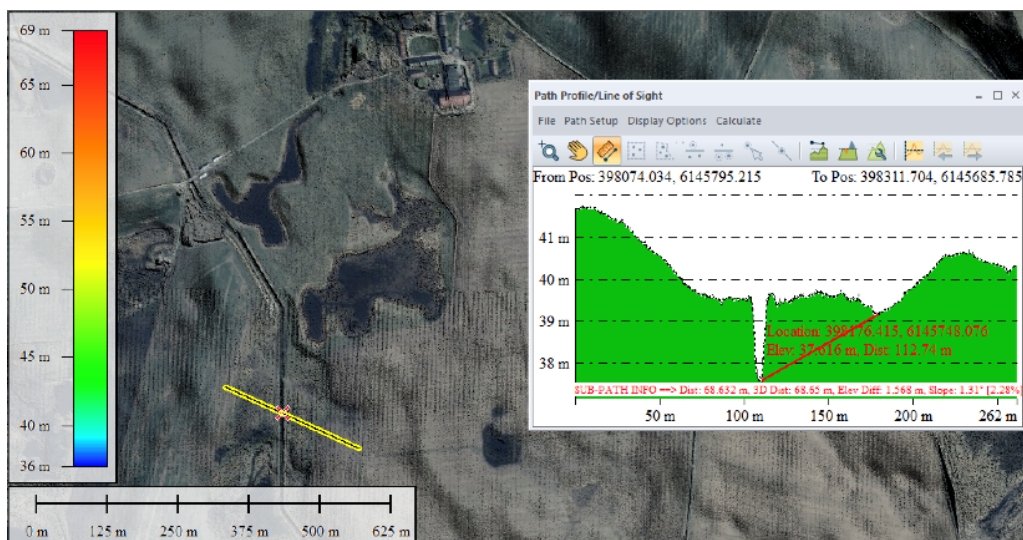 69 m
65 m
60 m
55 m
50 m
45 m
40 m
36 m
0 m 125 m 250 m 375 m 500 m 625 m
Path Profile/Line of Sight
File Path Setup Display Options Calculate
From Pos: 398074.034, 6145795.215 To Pos: 398311.704, 6145685.785
41 m
40 m
39 m
38 m
Location: 398176.415, 6145748.076
Elev: 37.616 m, Dist: 112.74 m
SUB-PATH INFO ---> Dist: 68.632 m, 3D Dist: 68.65 m, Elev Diff: 1.568 m, Slope: 1.31° [2.28%]
50 m 100 m 150 m 200 m 262 m